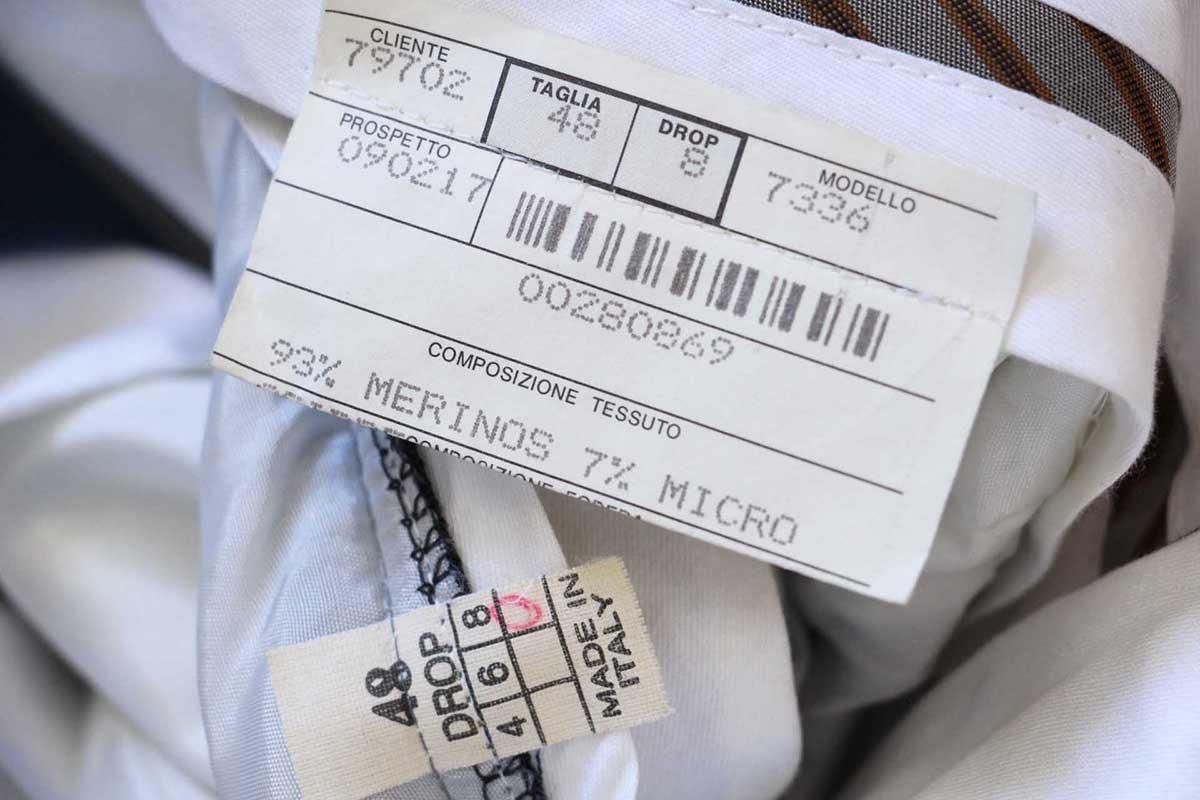 CLIENTE
79702
TAGLIA
48
DROP
8
MODELLO
7336
PROSPETTO
090217
00280869
COMPOSIZIONE TESSUTO
93% MERINOS 7% MICRO
COMPOSIZIONE FODERA
48
DROP
4 6 8
MADE IN
ITALY